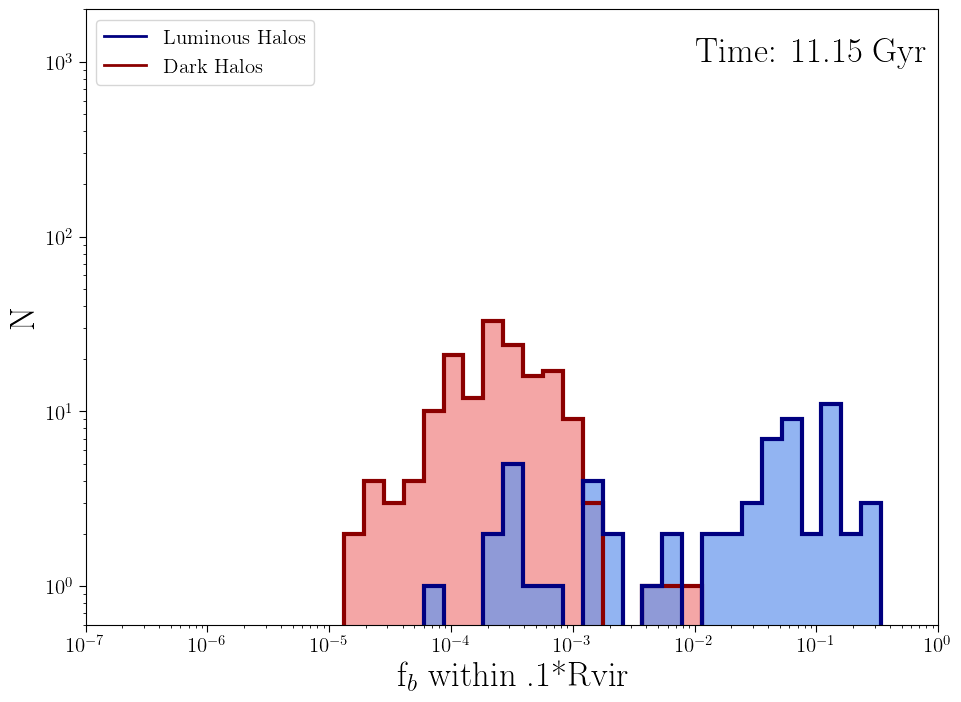 Luminous Halos
Dark Halos
Time: 11.15 Gyr
N
10³
10²
10¹
10⁰
10⁻⁷ 10⁻⁶ 10⁻⁵ 10⁻⁴ 10⁻³ 10⁻² 10⁻¹ 10⁰
f_b within .1*Rvir